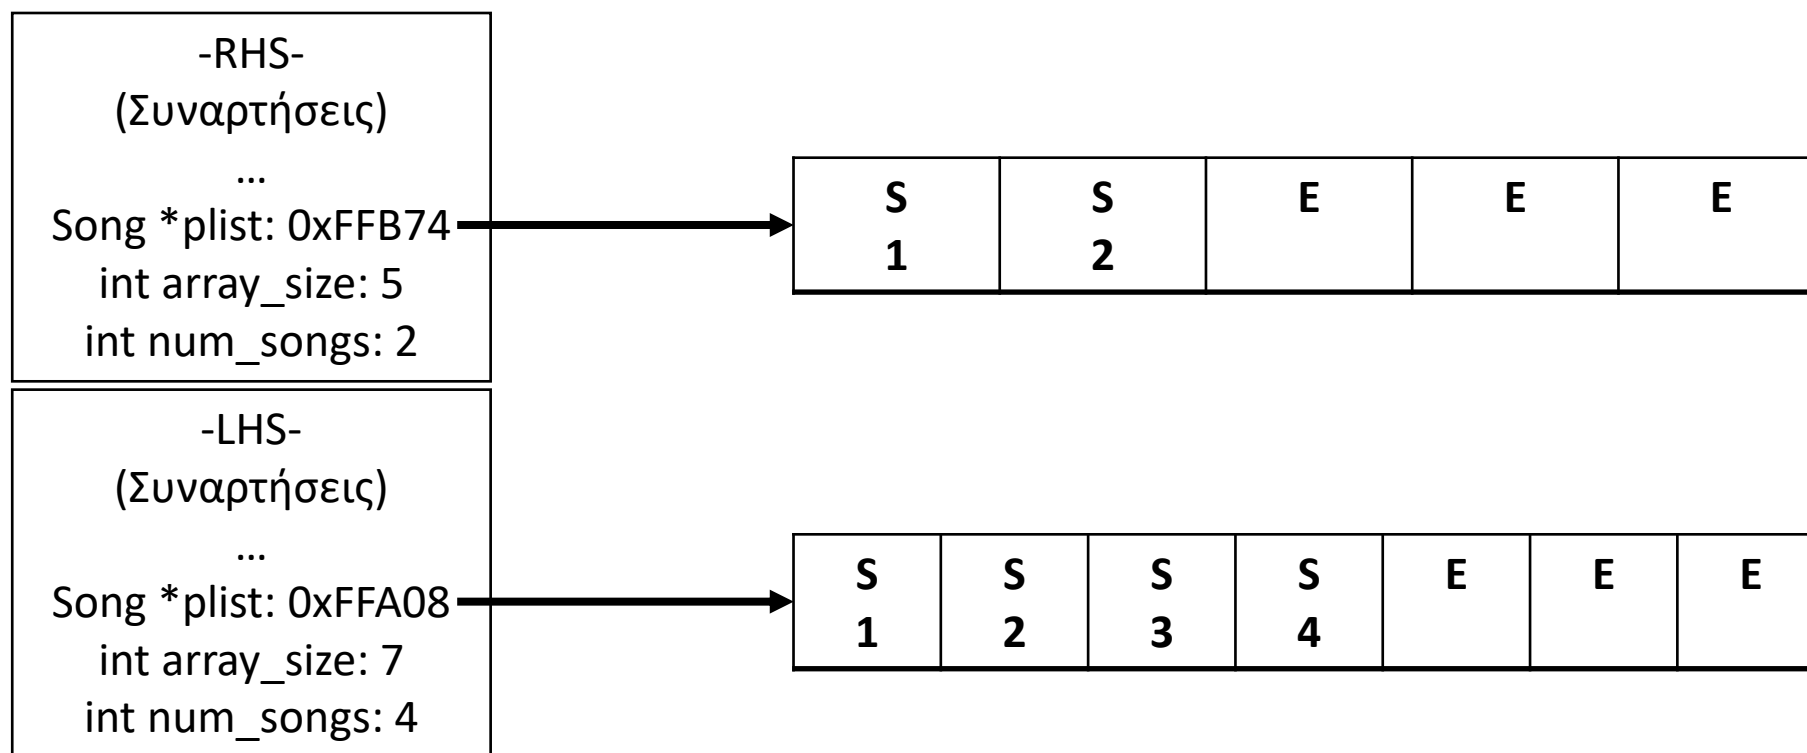 -RHS-
(Συναρτήσεις)
...
Song *plist: 0xFFB74
int array_size: 5
int num_songs: 2
S S E E E
1 2
-LHS-
(Συναρτήσεις)
...
Song *plist: 0xFFA08
int array_size: 7
int num_songs: 4
S S S S E E E
1 2 3 4